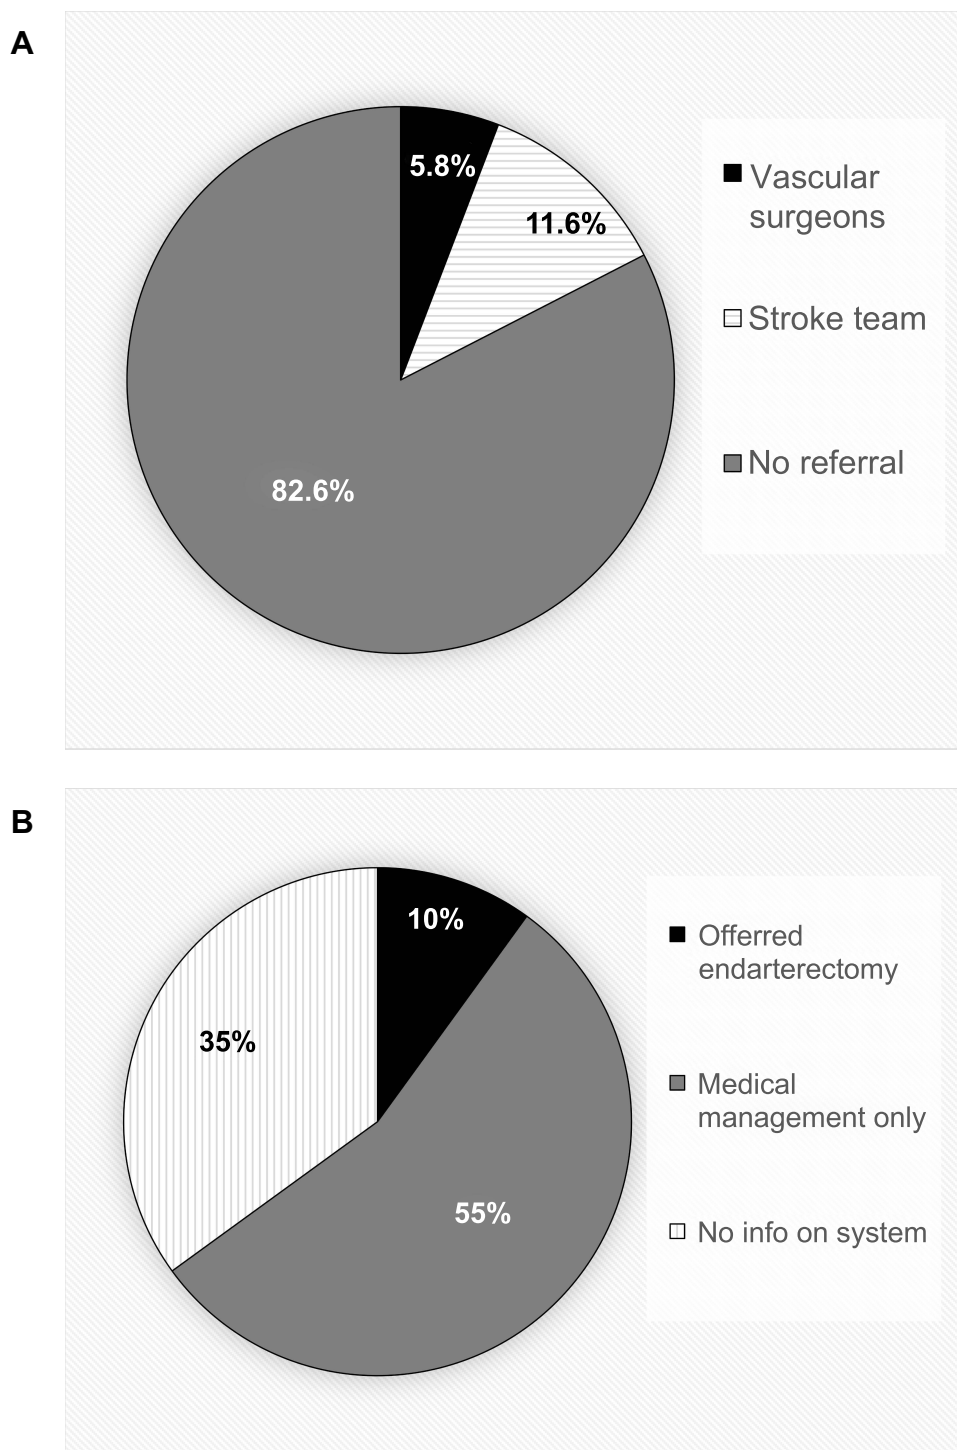 A
5.8%
11.6%
82.6%
Vascular
surgeons
Stroke team
No referral
B
10%
35%
55%
Offerred
endarterectomy
Medical
management only
No info on system